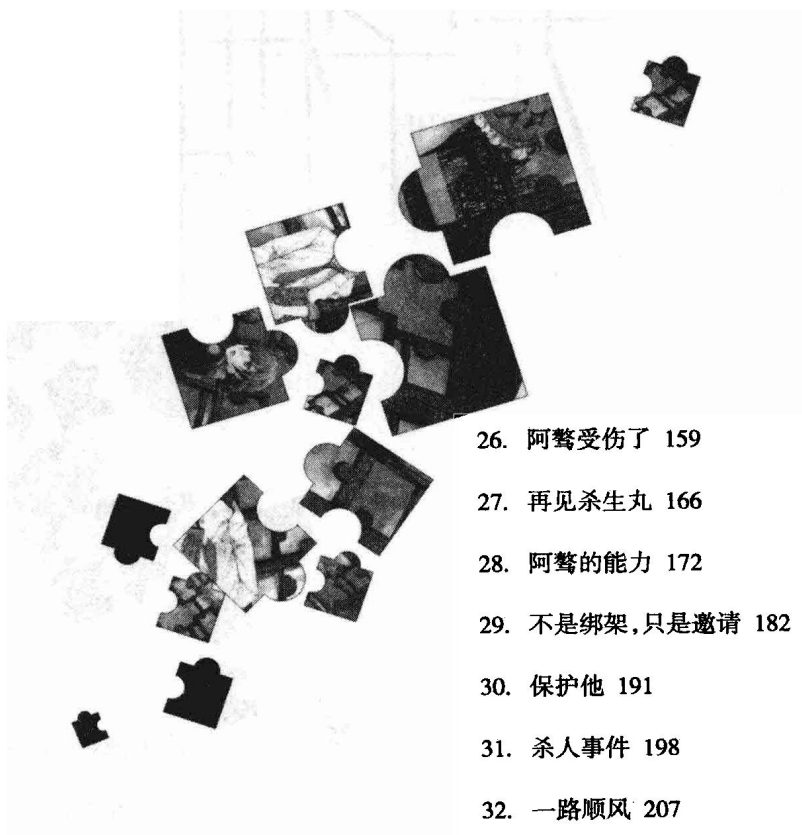 26. 阿骜受伤了 159
27. 再见杀生丸 166
28. 阿骜的能力 172
29. 不是绑架,只是邀请 182
30. 保护他 191
31. 杀人事件 198
32. 一路顺风 207